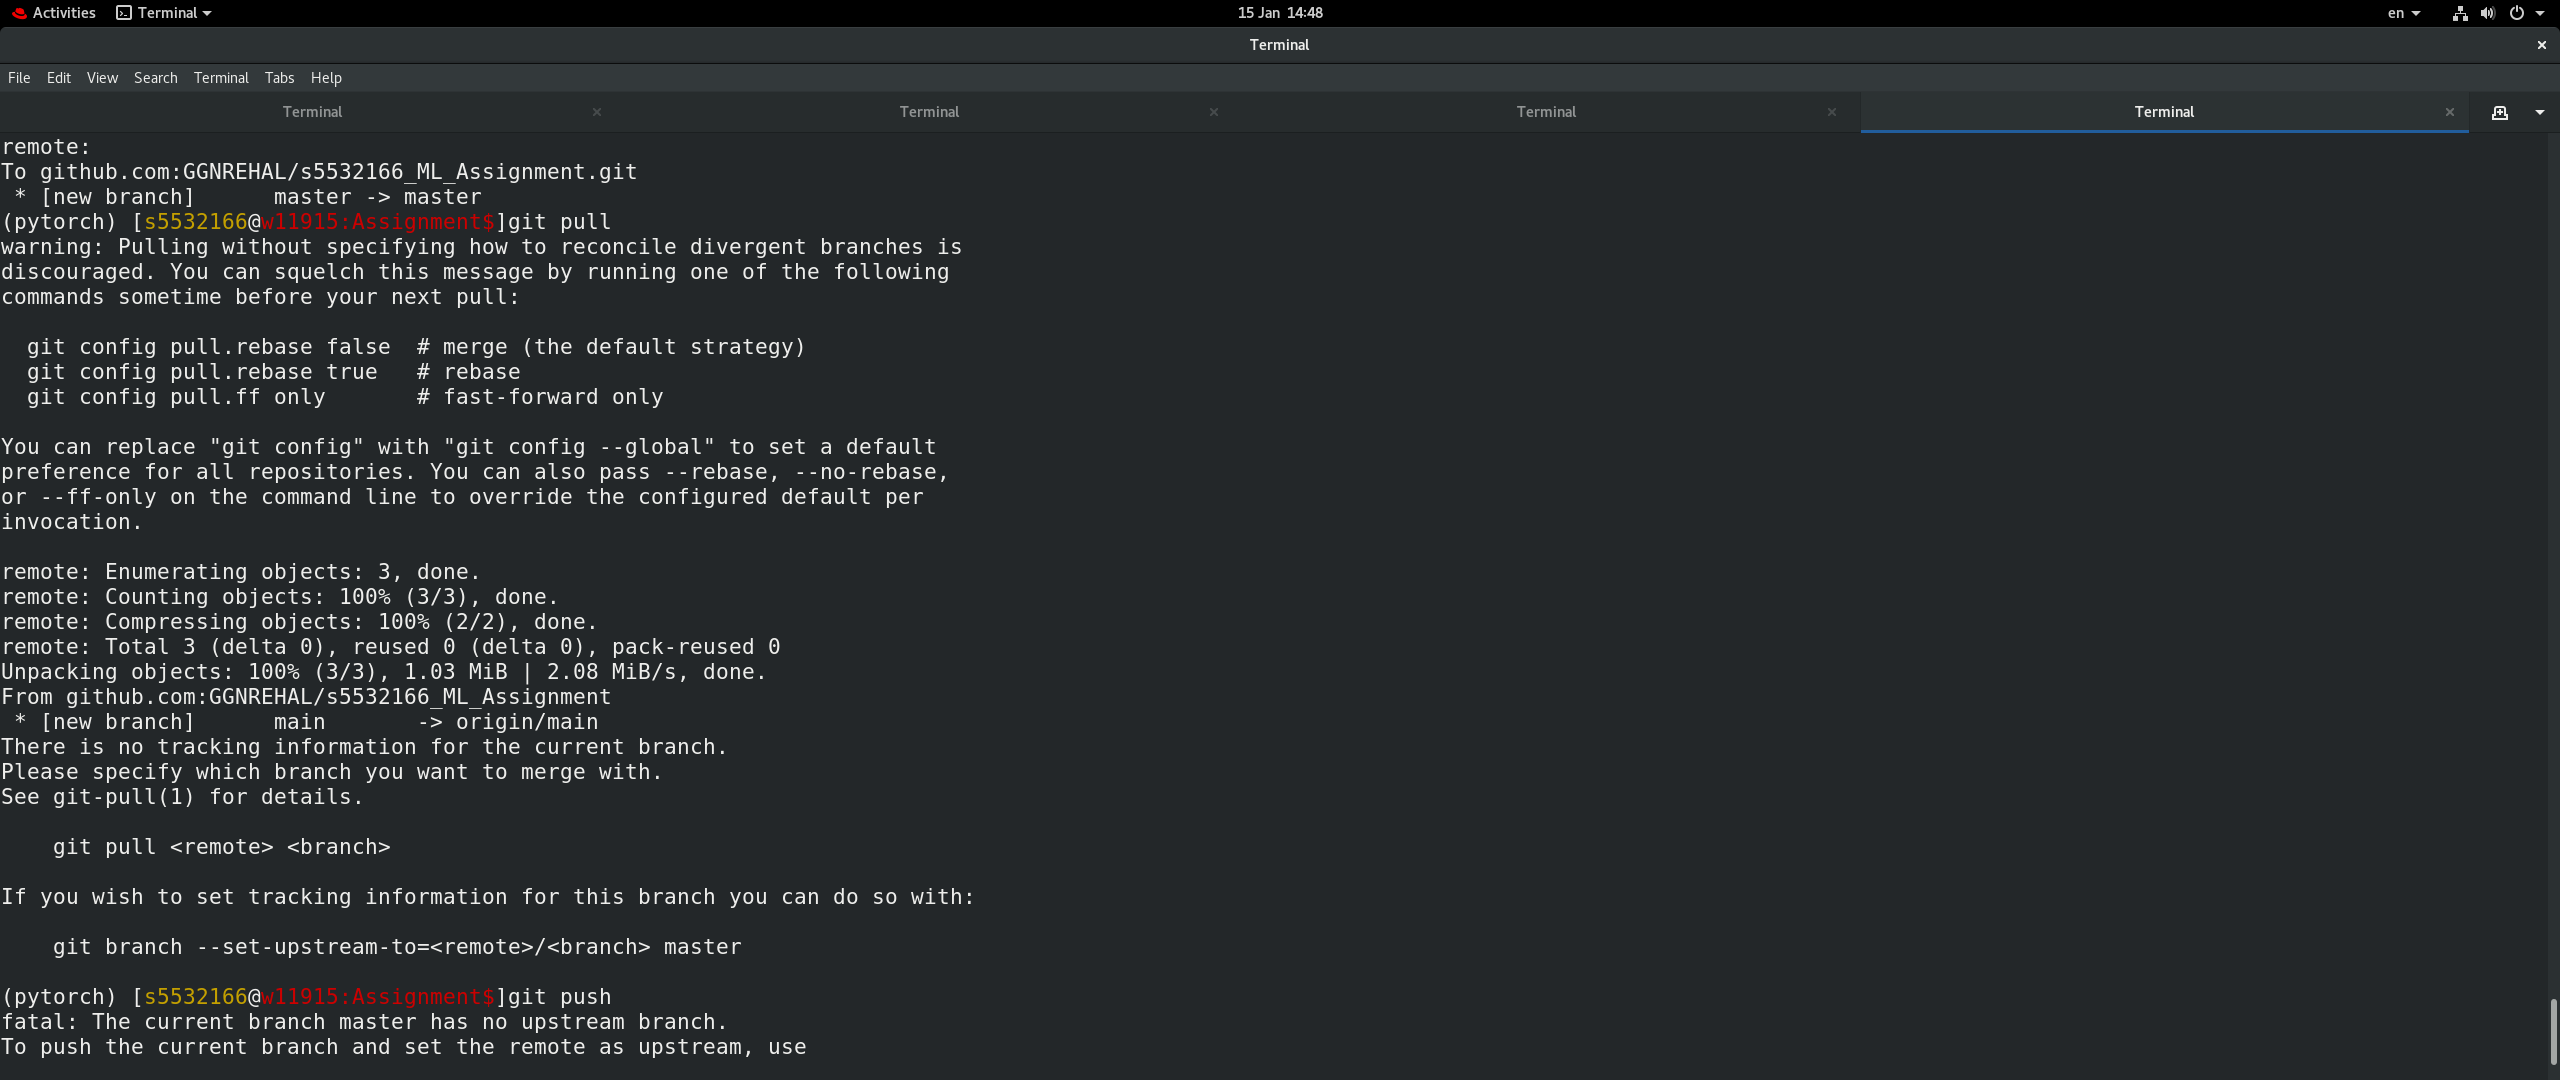 Activities Terminal 15 Jan 14:48 en
Terminal
File Edit View Search Terminal Tabs Help
Terminal Terminal Terminal Terminal
remote:
To github.com:GGNREHAL/s5532166_ML_Assignment.git
 * [new branch]      master -> master
(pytorch) [s5532166@w11915:Assignment$]git pull
warning: Pulling without specifying how to reconcile divergent branches is
discouraged. You can squelch this message by running one of the following
commands sometime before your next pull:

  git config pull.rebase false  # merge (the default strategy)
  git config pull.rebase true   # rebase
  git config pull.ff only       # fast-forward only

You can replace "git config" with "git config --global" to set a default
preference for all repositories. You can also pass --rebase, --no-rebase,
or --ff-only on the command line to override the configured default per
invocation.

remote: Enumerating objects: 3, done.
remote: Counting objects: 100% (3/3), done.
remote: Compressing objects: 100% (2/2), done.
remote: Total 3 (delta 0), reused 0 (delta 0), pack-reused 0
Unpacking objects: 100% (3/3), 1.03 MiB | 2.08 MiB/s, done.
From github.com:GGNREHAL/s5532166_ML_Assignment
 * [new branch]      main       -> origin/main
There is no tracking information for the current branch.
Please specify which branch you want to merge with.
See git-pull(1) for details.

    git pull <remote> <branch>

If you wish to set tracking information for this branch you can do so with:

    git branch --set-upstream-to=<remote>/<branch> master

(pytorch) [s5532166@w11915:Assignment$]git push
fatal: The current branch master has no upstream branch.
To push the current branch and set the remote as upstream, use